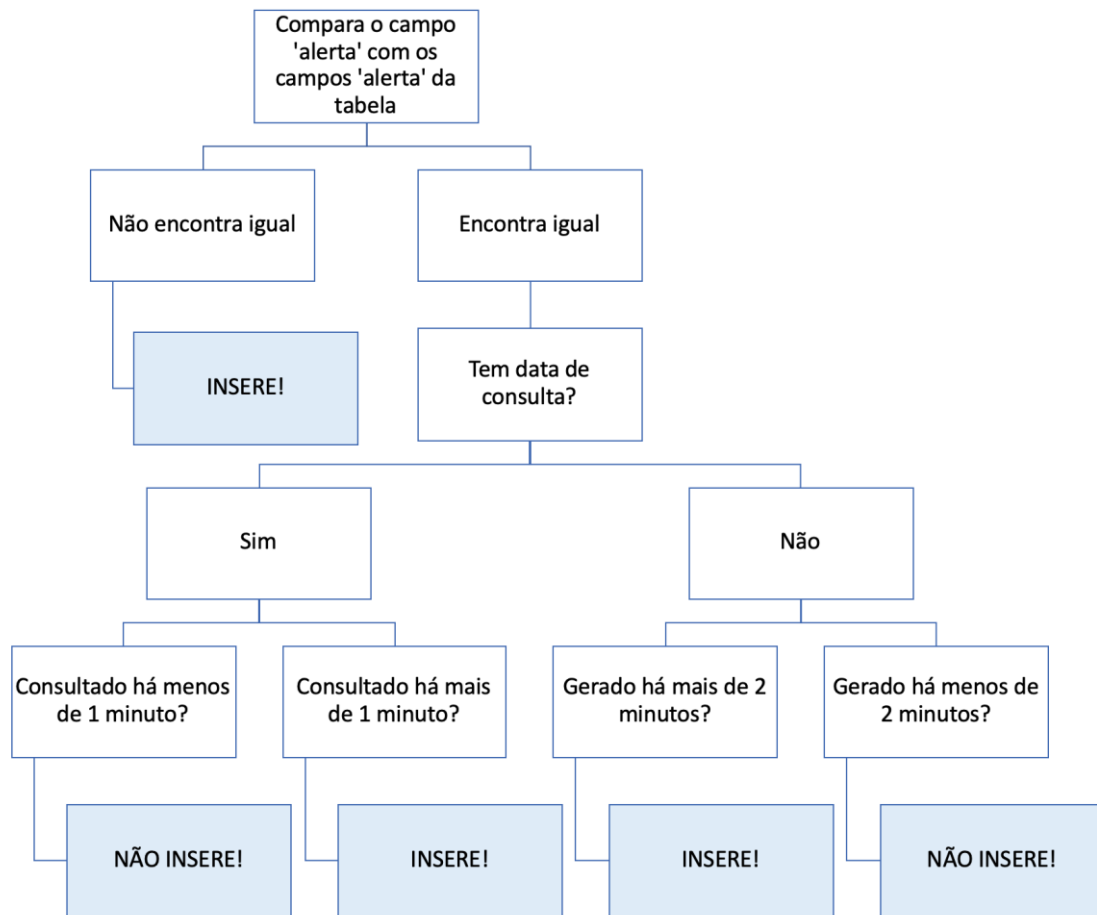 Compara o campo
'alerta' com os
campos 'alerta' da
tabela
Não encontra igual
Encontra igual
INSERE!
Tem data de
consulta?
Sim
Não
Consultado há menos
de 1 minuto?
Consultado há mais
de 1 minuto?
Gerado há mais de 2
minutos?
Gerado há menos de
2 minutos?
NÃO INSERE!
INSERE!
INSERE!
NÃO INSERE!